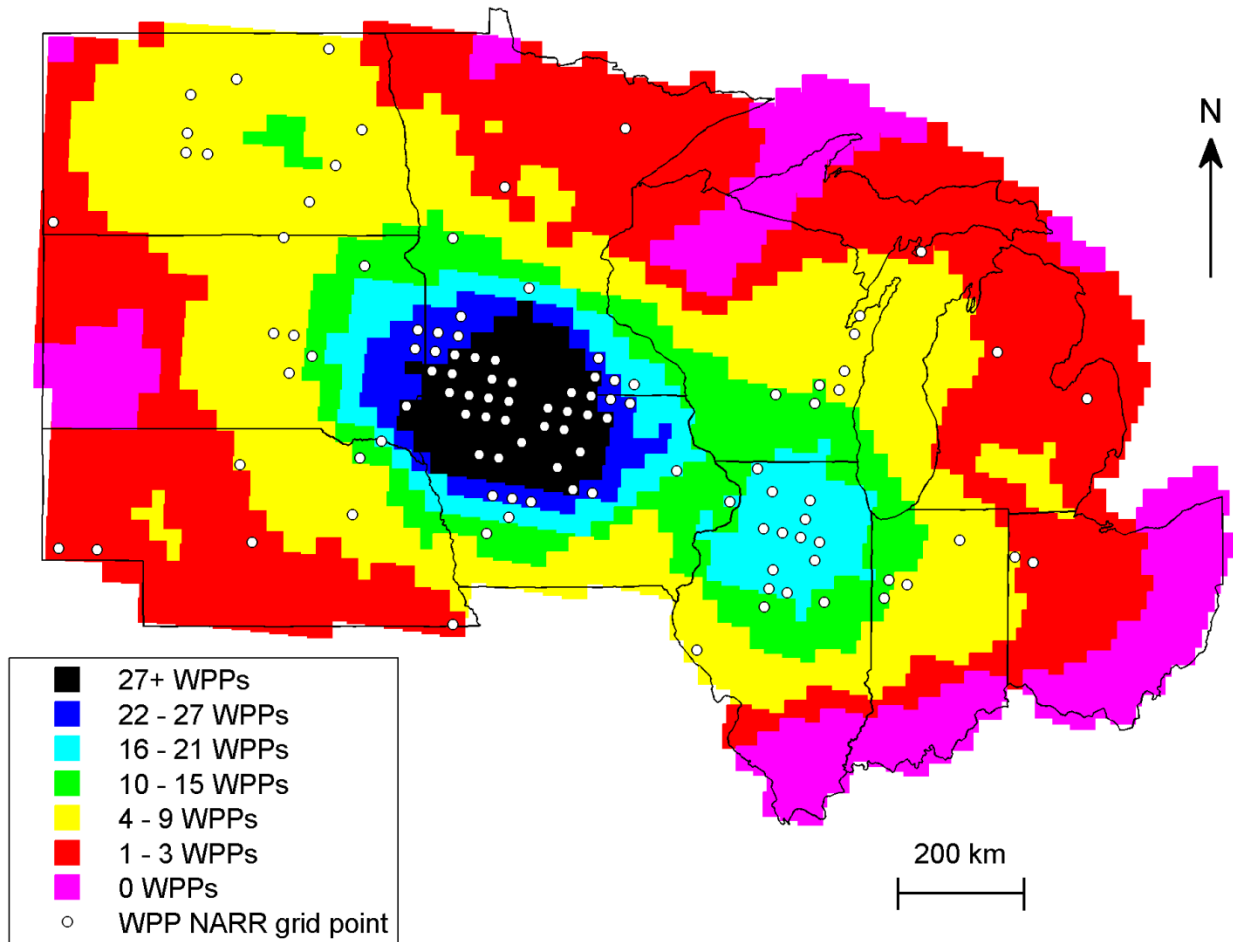 N
27+ WPPs
22 - 27 WPPs
16 - 21 WPPs
10 - 15 WPPs
4 - 9 WPPs
1 - 3 WPPs
0 WPPs
WPP NARR grid point
200 km